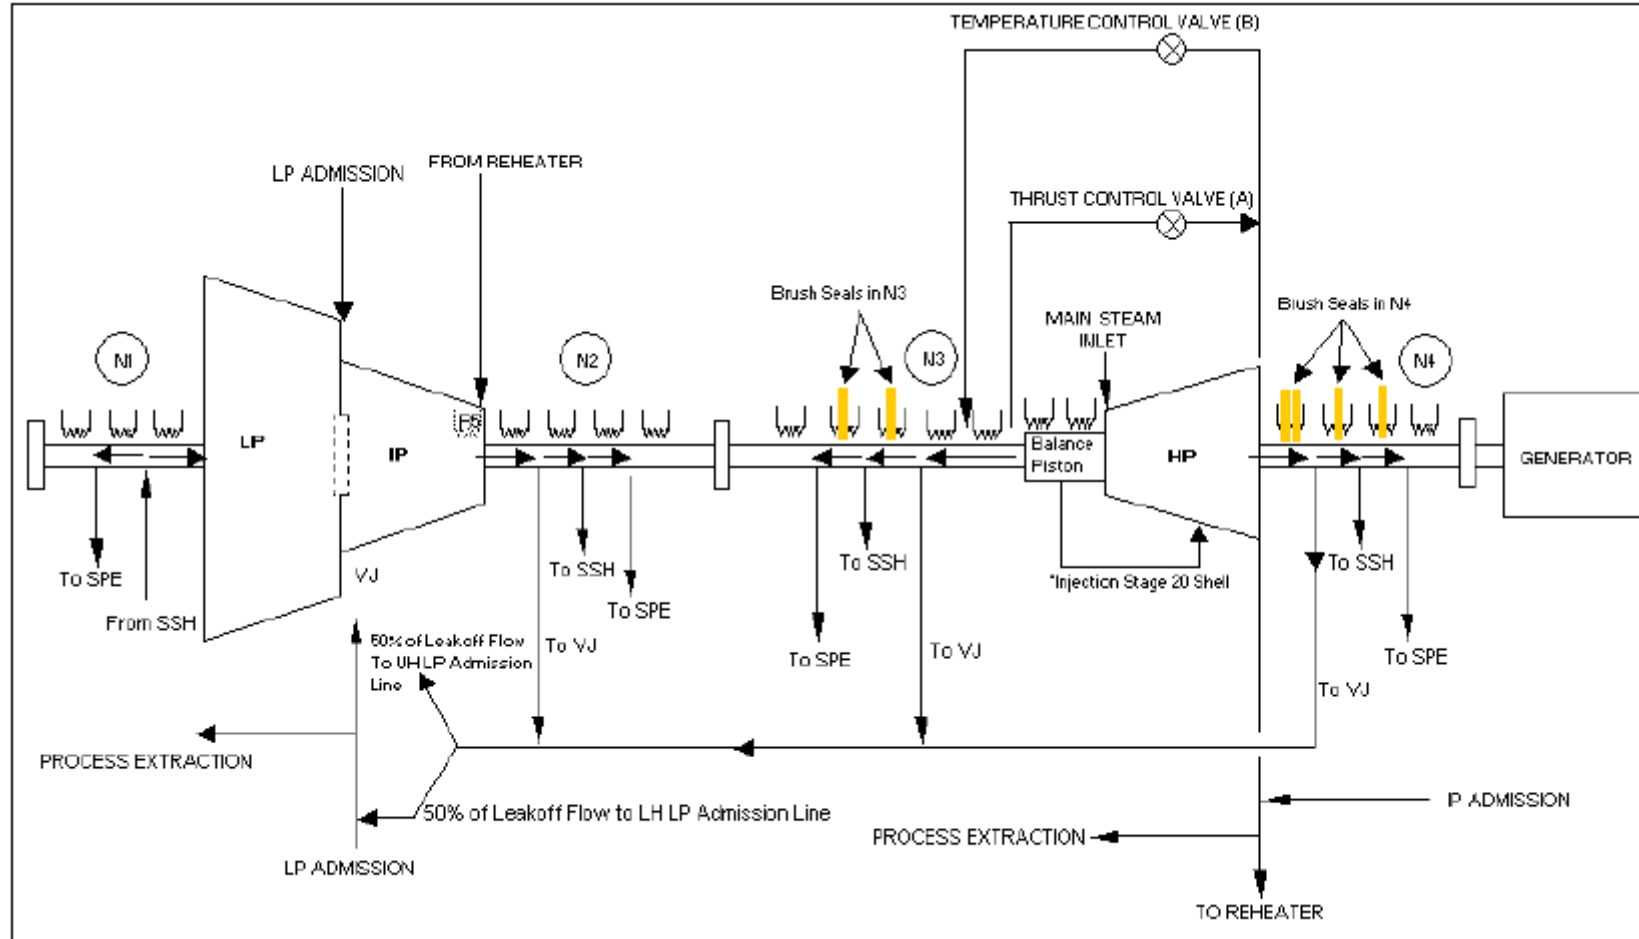 TEMPERATURE CONTROL VALVE (B)
FROM REHEATER
LP ADMISSION
THRUST CONTROL VALVE (A)
Brush Seals in N3
MAIN STEAM
INLET
Brush Seals in N4
N1
N2
N3
N4
LP
IP
Balance
Piston
HP
GENERATOR
To SPE
From SSH
VJ
To SSH
To SPE
To SSH
*Injection Stage 20 Shell
To SSH
50% of Leakoff Flow
To UH LP Admission
Line
To VJ
To SPE
To VJ
To SPE
To VJ
PROCESS EXTRACTION
50% of Leakoff Flow to LH LP Admission Line
IP ADMISSION
PROCESS EXTRACTION
LP ADMISSION
TO REHEATER